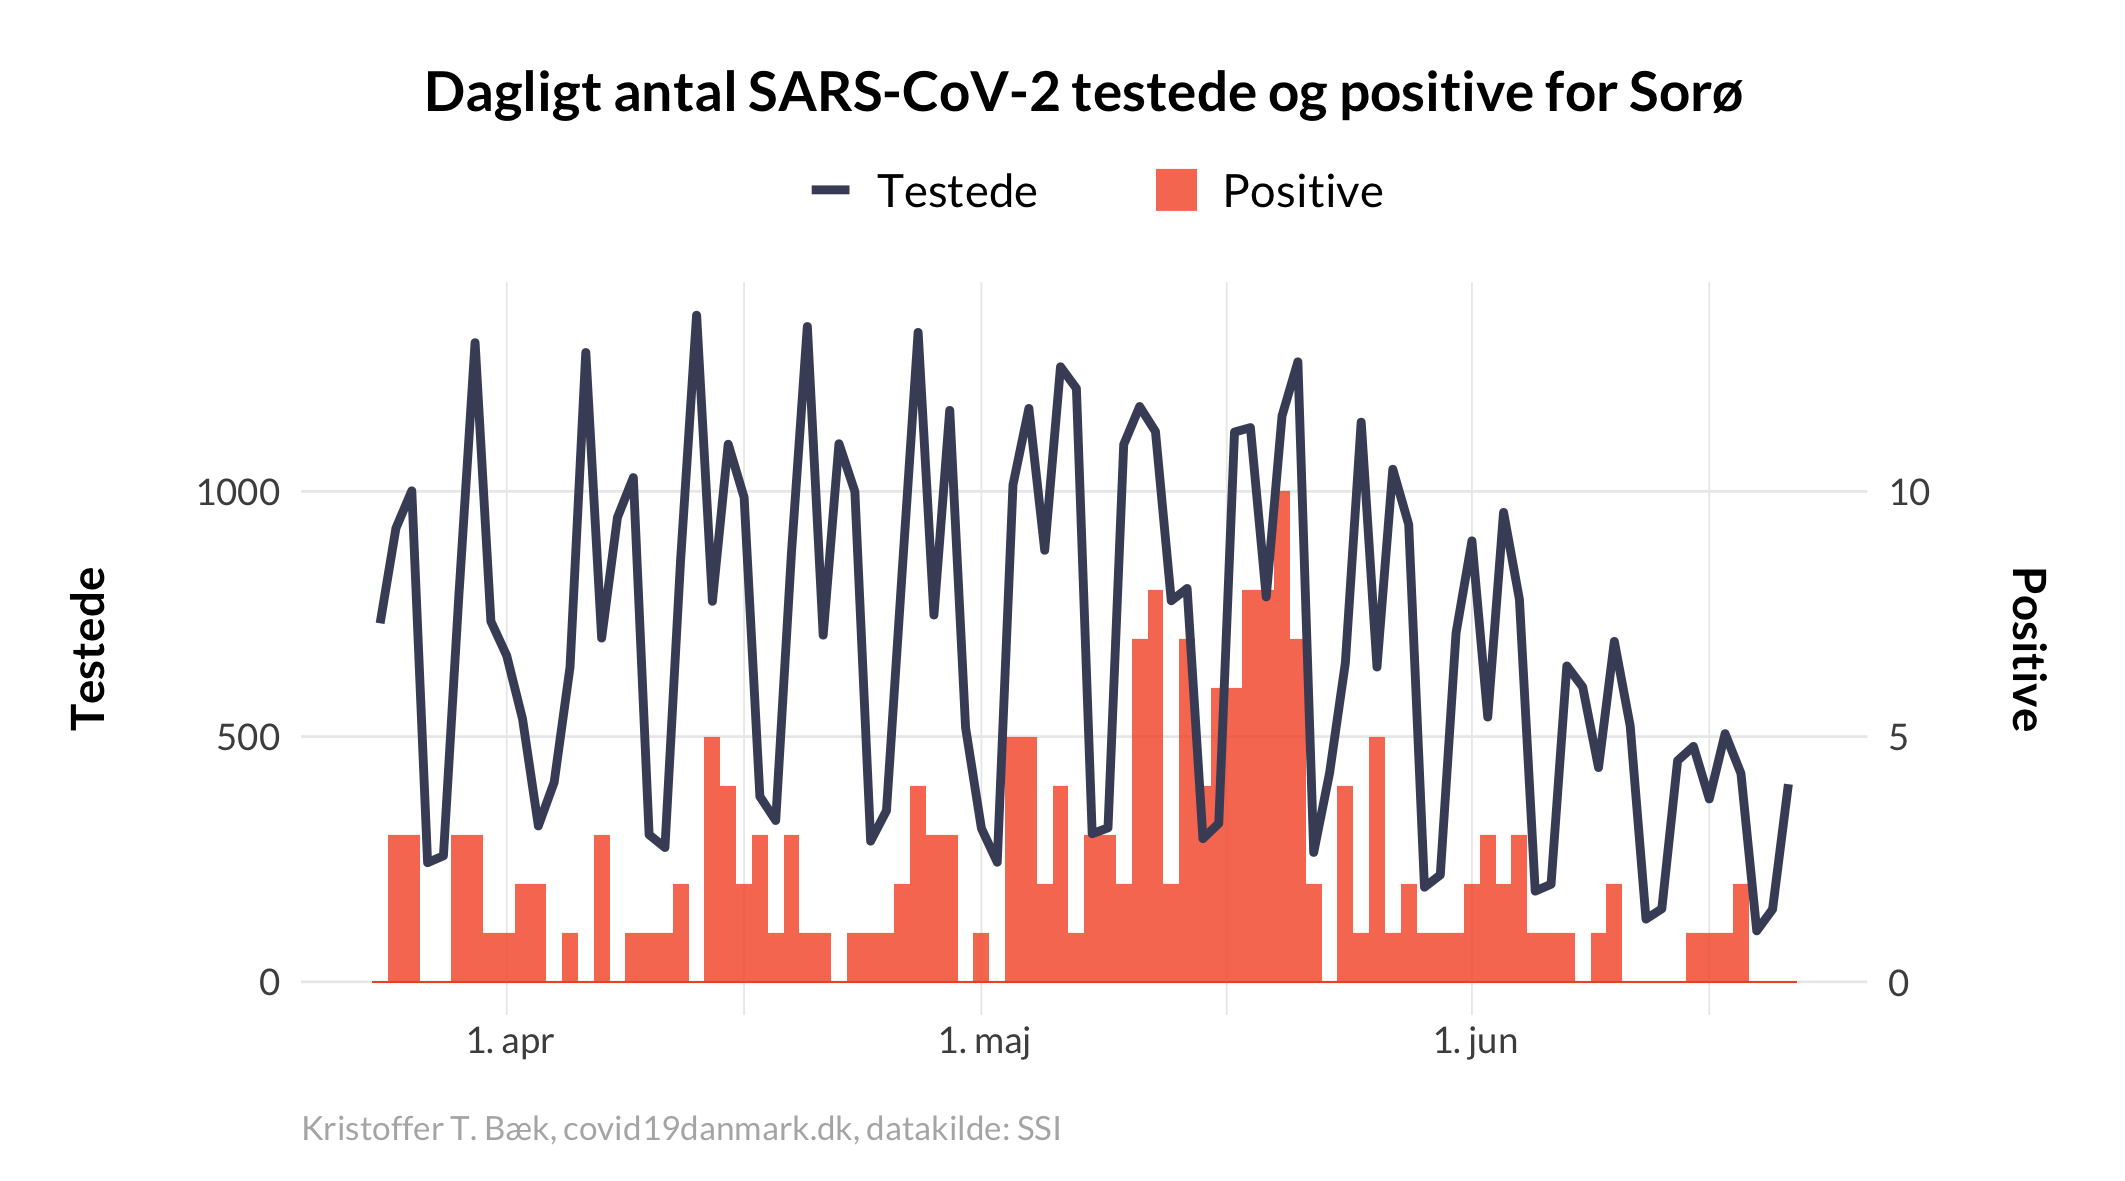 Dagligt antal SARS-CoV-2 testede og positive for Sorø
Testede Positive
Testede
1000
500
0
10
5
0
Positive
1. apr 1. maj 1. jun
Kristoffer T. Bæk, covid19danmark.dk, datakilde: SSI